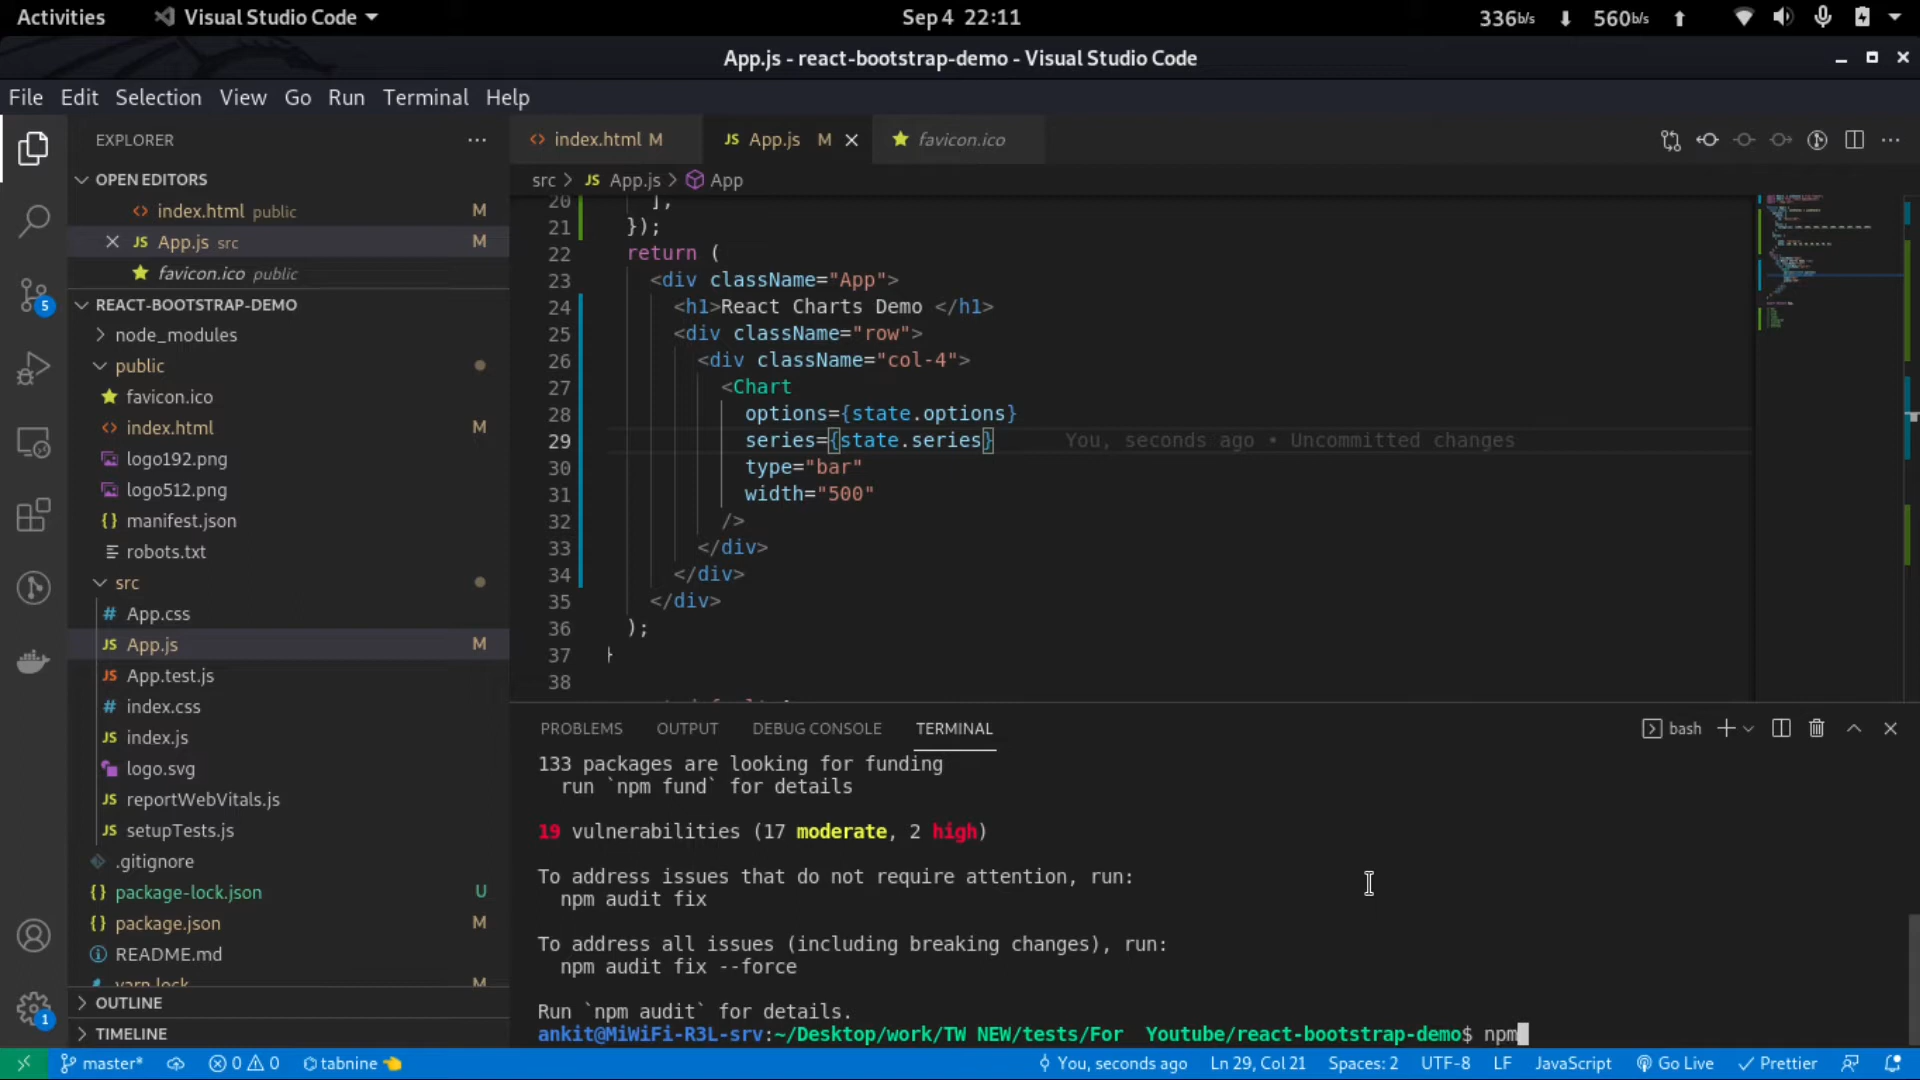 Activities
Visual Studio Code
Sep 4 22:11
336b/s
560b/s
App.js - react-bootstrap-demo - Visual Studio Code
File Edit Selection View Go Run Terminal Help
EXPLORER
OPEN EDITORS
index.html public M
App.js src M
favicon.ico public
REACT-BOOTSTRAP-DEMO
node_modules
public
favicon.ico
index.html M
logo192.png
logo512.png
manifest.json
robots.txt
src
App.css
App.js M
App.test.js
index.css
index.js
logo.svg
reportWebVitals.js
setupTests.js
.gitignore
package-lock.json U
package.json M
README.md
yarn.lock M
OUTLINE
TIMELINE
5
1
index.html M
JS App.js M
favicon.ico
src > JS App.js > App
20 ],
21 });
22 return (
23 <div className="App">
24 <h1>React Charts Demo </h1>
25 <div className="row">
26 <div className="col-4">
27 <Chart
28 options={state.options}
29 series={state.series} You, seconds ago • Uncommitted changes
30 type="bar"
31 width="500"
32 />
33 </div>
34 </div>
35 </div>
36 );
37 }
38
PROBLEMS OUTPUT DEBUG CONSOLE TERMINAL
bash
133 packages are looking for funding
run `npm fund` for details
19 vulnerabilities (17 moderate, 2 high)
To address issues that do not require attention, run:
npm audit fix
To address all issues (including breaking changes), run:
npm audit fix --force
Run `npm audit` for details.
ankit@MiWiFi-R3L-srv:~/Desktop/work/TW NEW/tests/For  Youtube/react-bootstrap-demo$ npm
master* 0 0 tabnine 👈 You, seconds ago Ln 29, Col 21 Spaces: 2 UTF-8 LF JavaScript Go Live Prettier